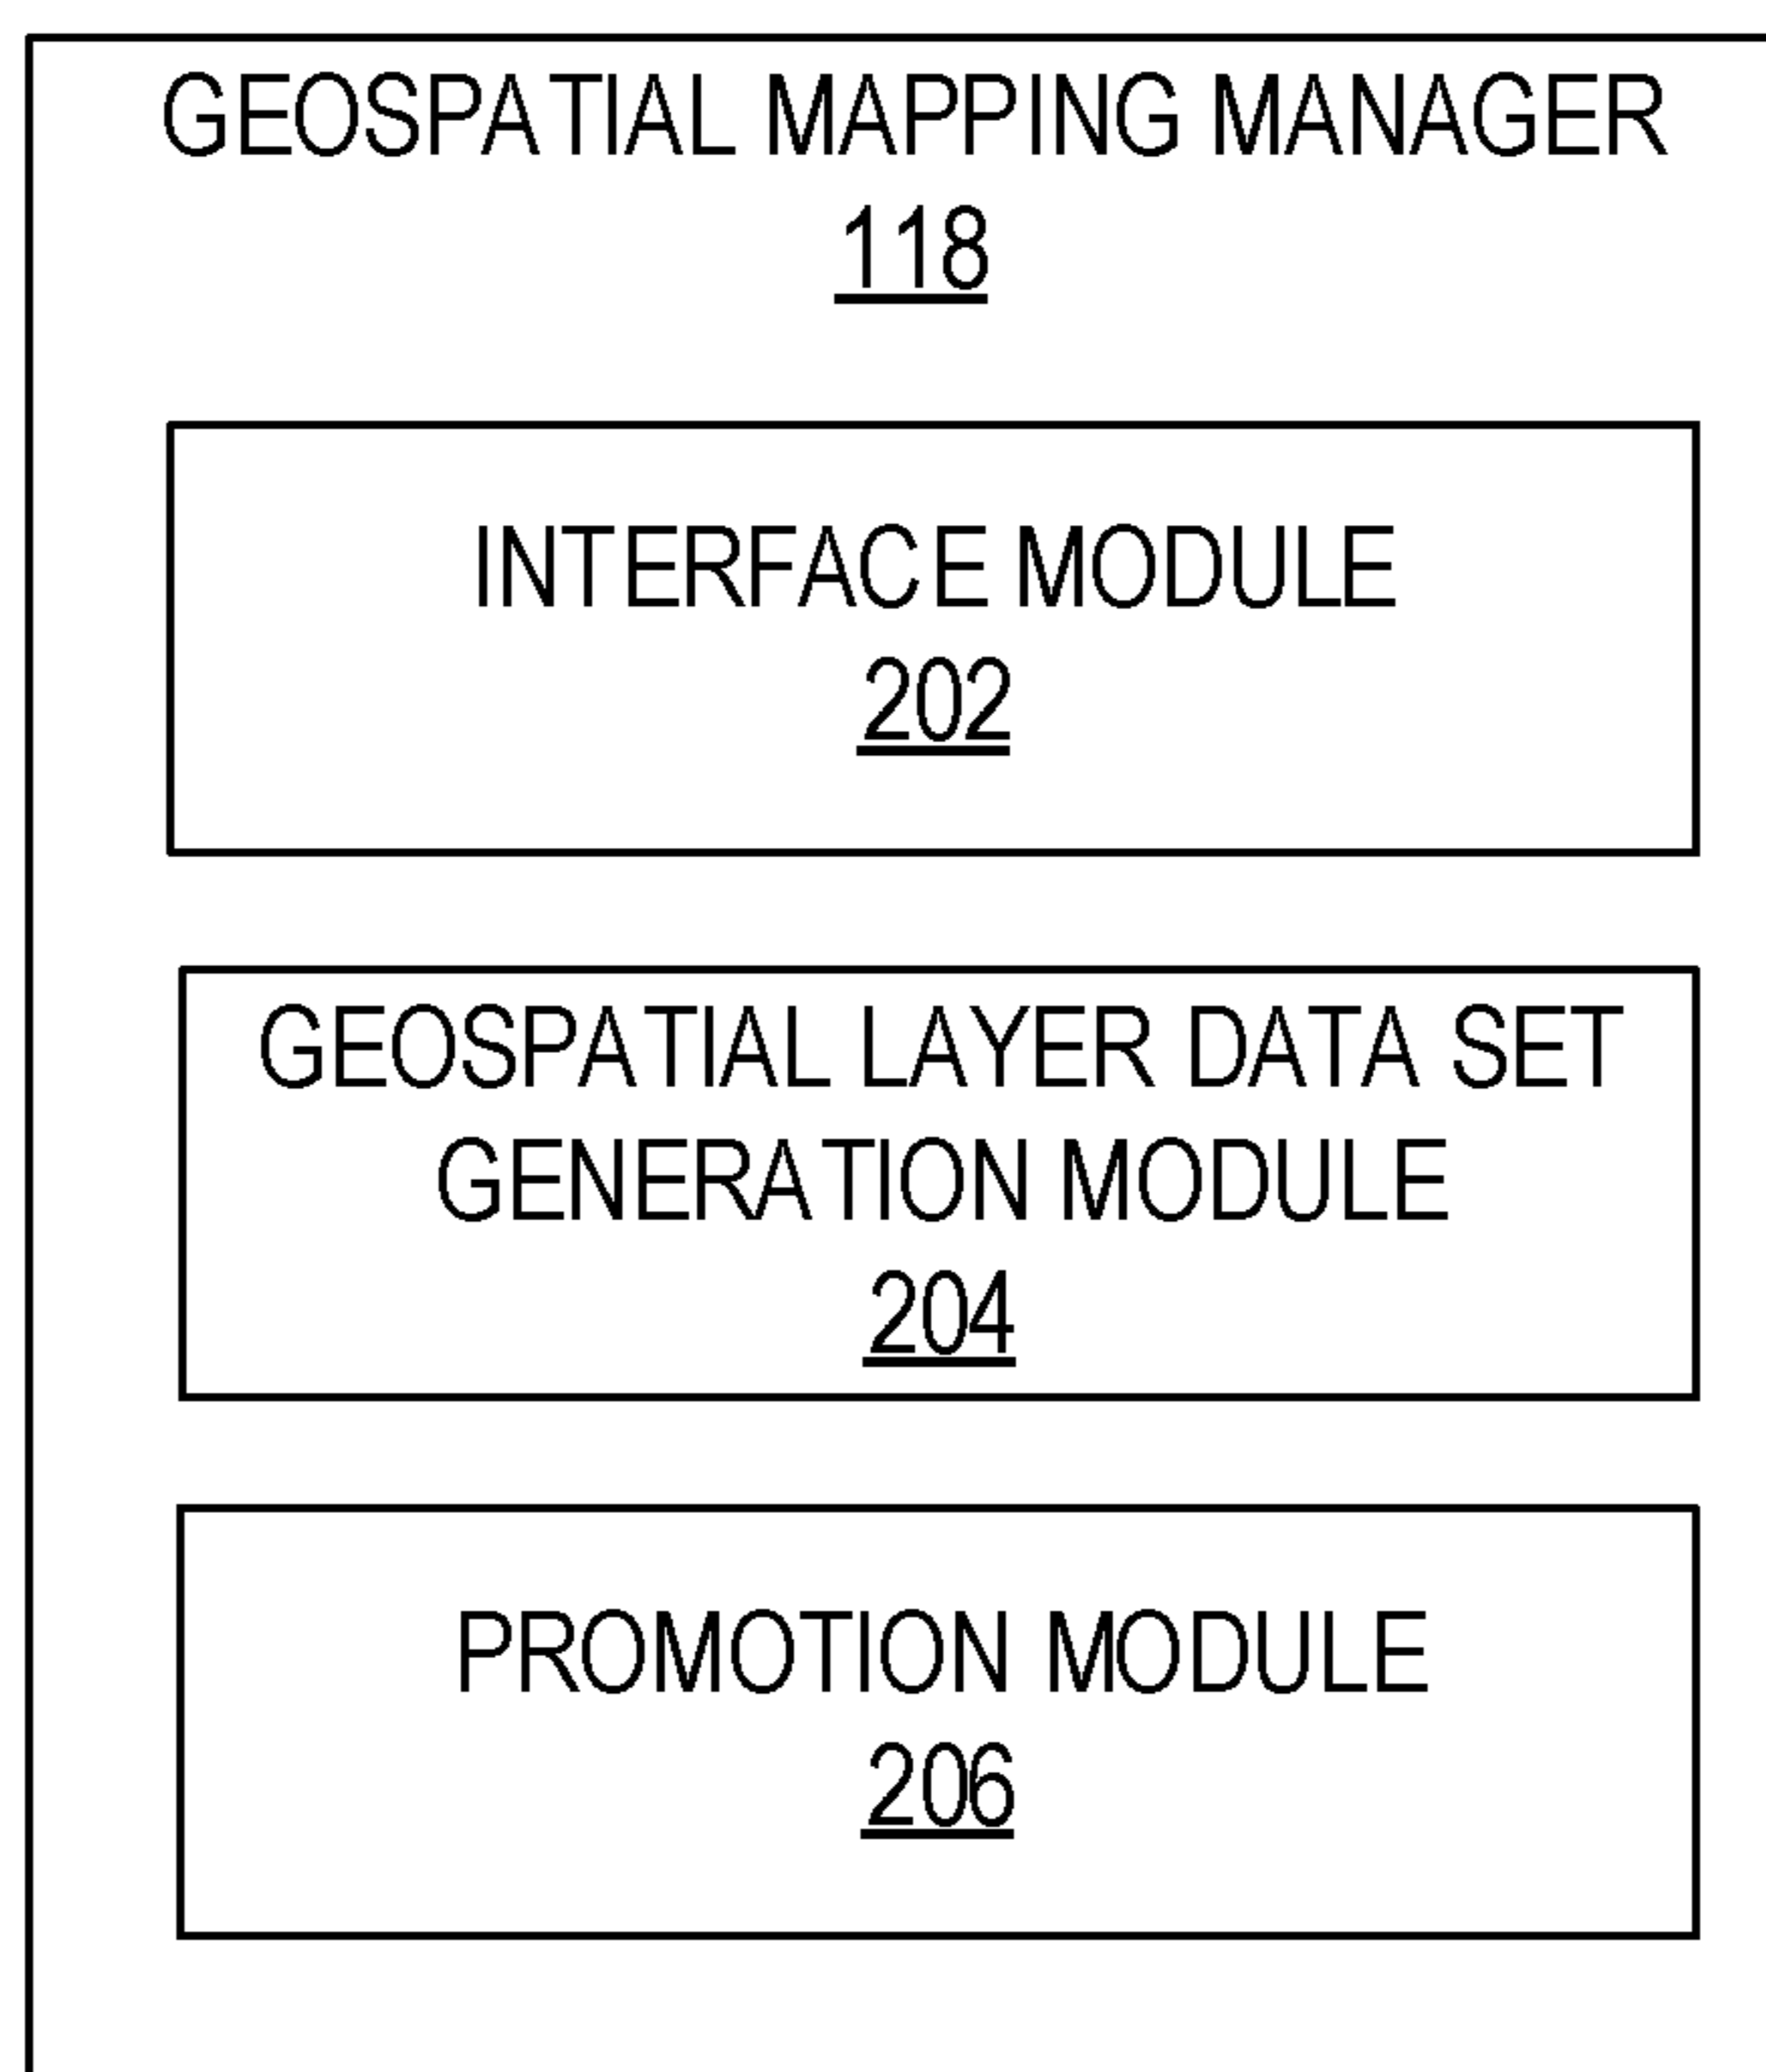 GEOSPATIAL MAPPING MANAGER
118
INTERFACE MODULE
202
GEOSPATIAL LAYER DATA SET
GENERATION MODULE
204
PROMOTION MODULE
206